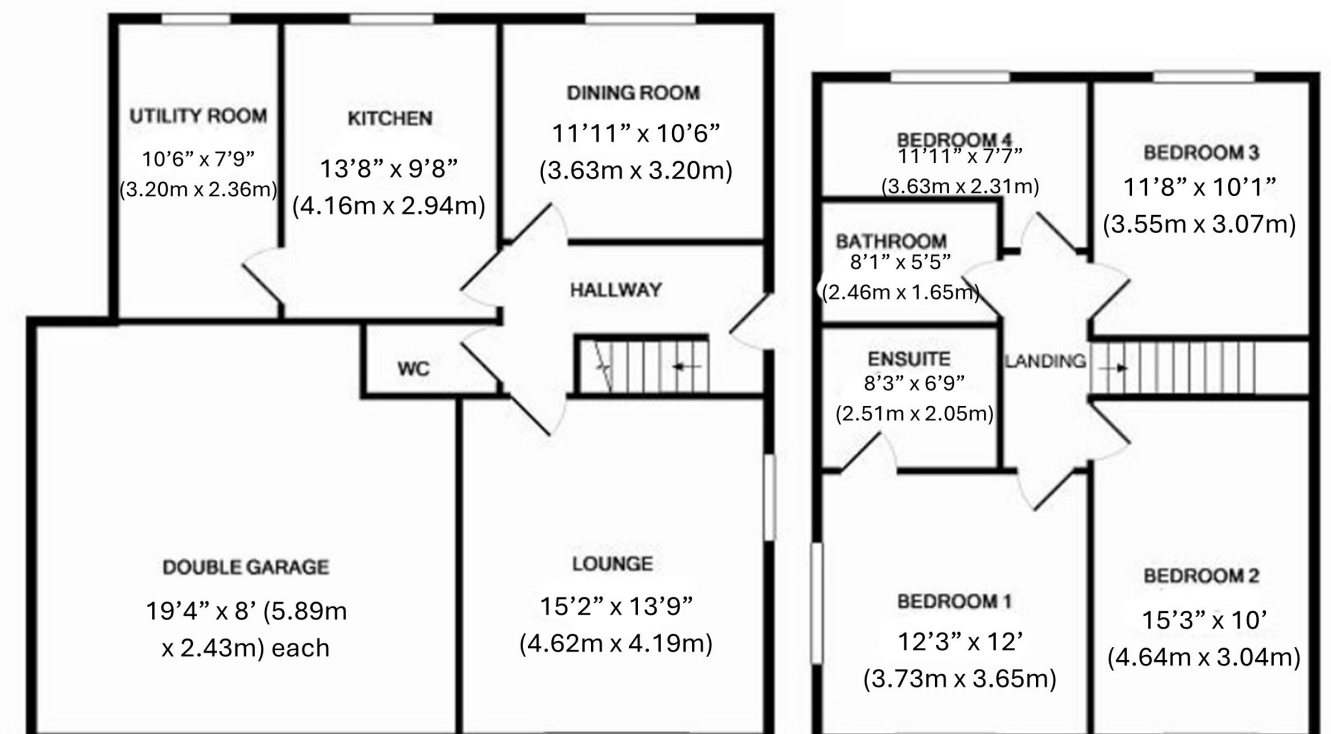 UTILITY ROOM
10’6” x 7’9”
(3.20m x 2.36m)
KITCHEN
13’8” x 9’8”
(4.16m x 2.94m)
DINING ROOM
11’11” x 10’6”
(3.63m x 3.20m)
HALLWAY
WC
DOUBLE GARAGE
19’4” x 8’ (5.89m
x 2.43m) each
LOUNGE
15’2” x 13’9”
(4.62m x 4.19m)
BEDROOM 4
11’11” x 7’7”
(3.63m x 2.31m)
BEDROOM 3
11’8” x 10’1”
(3.55m x 3.07m)
BATHROOM
8’1” x 5’5”
(2.46m x 1.65m)
ENSUITE
8’3” x 6’9”
(2.51m x 2.05m)
LANDING
BEDROOM 1
12’3” x 12’
(3.73m x 3.65m)
BEDROOM 2
15’3” x 10’
(4.64m x 3.04m)